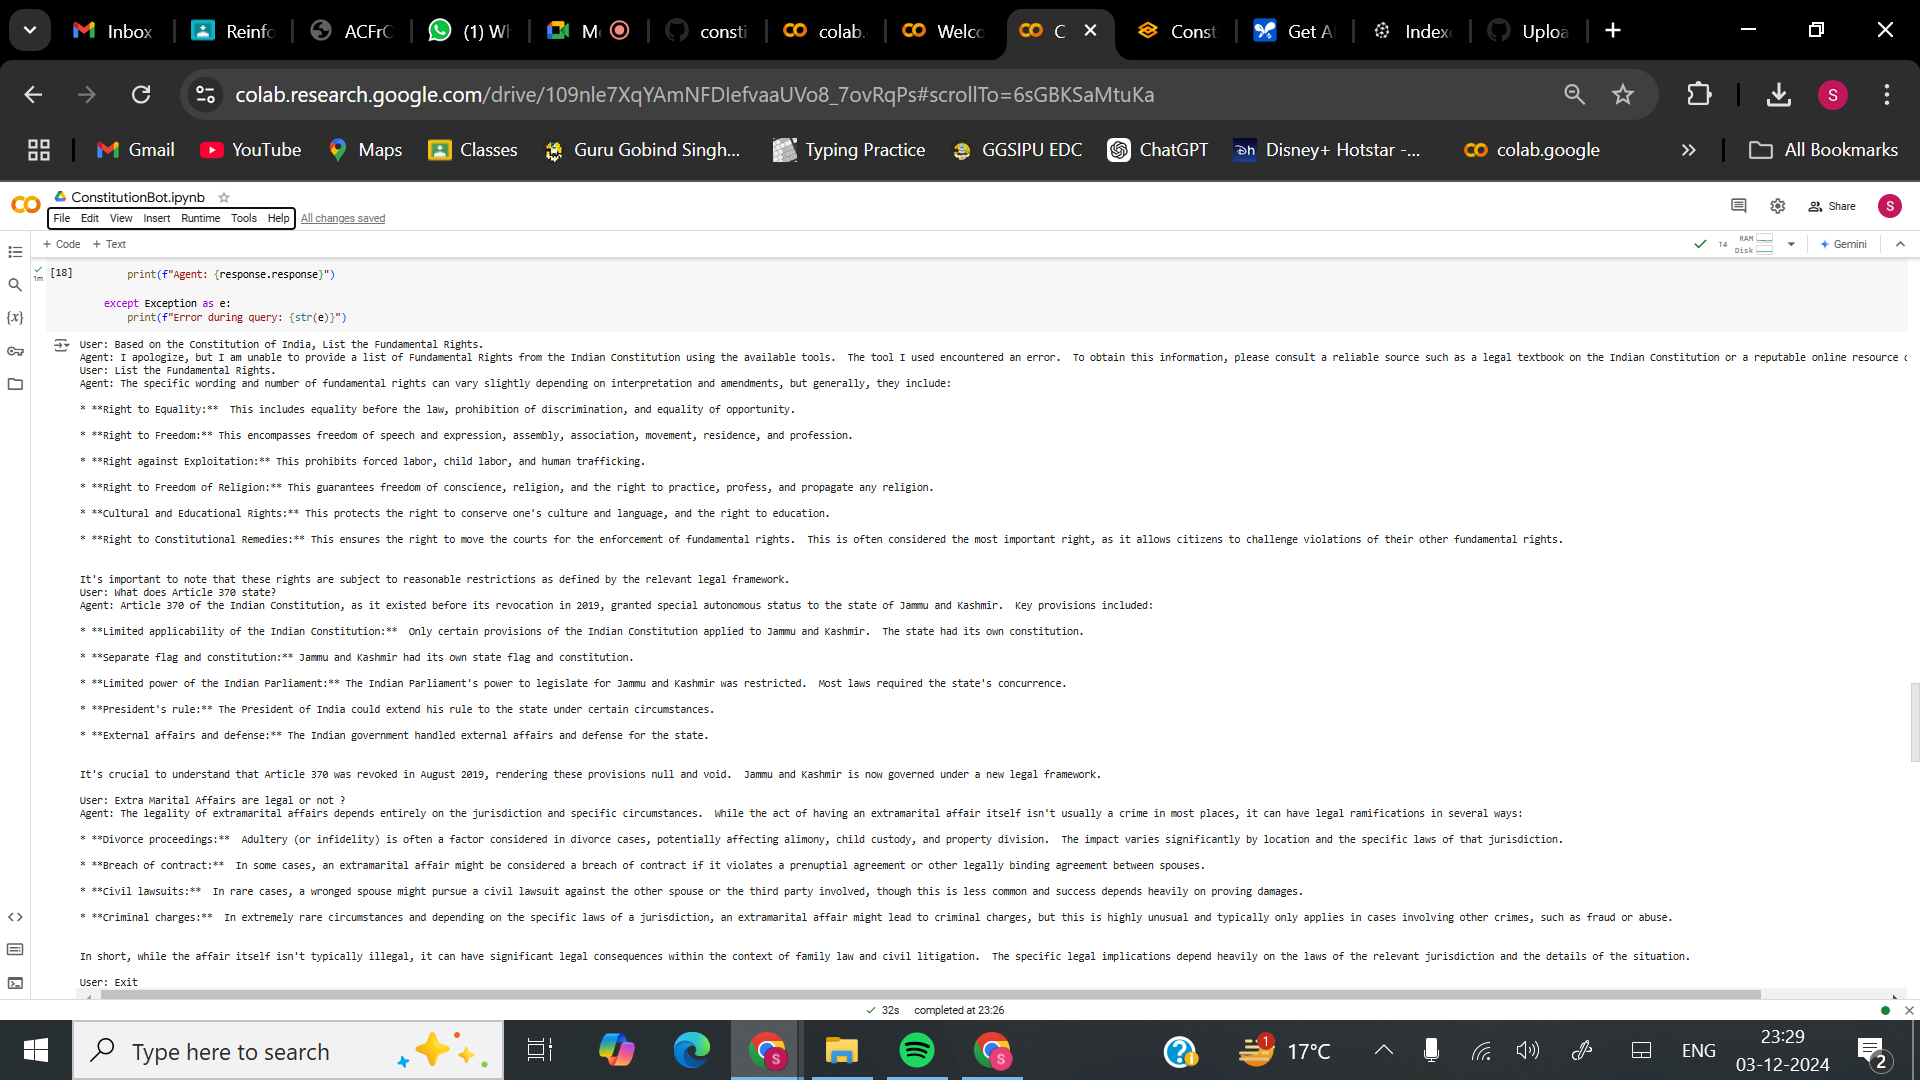 Inbox
Reinfo
ACFrC
(1) W
M
consti
colab.
Welco
C
Const
Get A
Index
Uploa
colab.research.google.com/drive/109nle7XqYAmNFDIefvaaUVo8_7ovRqPs#scrollTo=6sGBKSaMtuKa
S
Gmail
YouTube
Maps
Classes
Guru Gobind Singh...
Typing Practice
GGSIPU EDC
ChatGPT
Disney+ Hotstar -...
colab.google
All Bookmarks
ConstitutionBot.ipynb
File Edit View Insert Runtime Tools Help All changes saved
Share
S
+ Code + Text
T4 RAM Disk
Gemini
[18] print(f"Agent: {response.response}")
1m
except Exception as e:
print(f"Error during query: {str(e)}")
User: Based on the Constitution of India, List the Fundamental Rights.
Agent: I apologize, but I am unable to provide a list of Fundamental Rights from the Indian Constitution using the available tools.  The tool I used encountered an error.  To obtain this information, please consult a reliable source such as a legal textbook on the Indian Constitution or a reputable online resource
User: List the Fundamental Rights.
Agent: The specific wording and number of fundamental rights can vary slightly depending on interpretation and amendments, but generally, they include:
* **Right to Equality:**  This includes equality before the law, prohibition of discrimination, and equality of opportunity.
* **Right to Freedom:** This encompasses freedom of speech and expression, assembly, association, movement, residence, and profession.
* **Right against Exploitation:** This prohibits forced labor, child labor, and human trafficking.
* **Right to Freedom of Religion:** This guarantees freedom of conscience, religion, and the right to practice, profess, and propagate any religion.
* **Cultural and Educational Rights:** This protects the right to conserve one's culture and language, and the right to education.
* **Right to Constitutional Remedies:** This ensures the right to move the courts for the enforcement of fundamental rights.  This is often considered the most important right, as it allows citizens to challenge violations of their other fundamental rights.
It's important to note that these rights are subject to reasonable restrictions as defined by the relevant legal framework.
User: What does Article 370 state?
Agent: Article 370 of the Indian Constitution, as it existed before its revocation in 2019, granted special autonomous status to the state of Jammu and Kashmir.  Key provisions included:
* **Limited applicability of the Indian Constitution:**  Only certain provisions of the Indian Constitution applied to Jammu and Kashmir.  The state had its own constitution.
* **Separate flag and constitution:** Jammu and Kashmir had its own state flag and constitution.
* **Limited power of the Indian Parliament:** The Indian Parliament's power to legislate for Jammu and Kashmir was restricted.  Most laws required the state's concurrence.
* **President's rule:** The President of India could extend his rule to the state under certain circumstances.
* **External affairs and defense:** The Indian government handled external affairs and defense for the state.
It's crucial to understand that Article 370 was revoked in August 2019, rendering these provisions null and void.  Jammu and Kashmir is now governed under a new legal framework.
User: Extra Marital Affairs are legal or not ?
Agent: The legality of extramarital affairs depends entirely on the jurisdiction and specific circumstances.  While the act of having an extramarital affair itself isn't usually a crime in most places, it can have legal ramifications in several ways:
* **Divorce proceedings:**  Adultery (or infidelity) is often a factor considered in divorce cases, potentially affecting alimony, child custody, and property division.  The impact varies significantly by location and the specific laws of that jurisdiction.
* **Breach of contract:**  In some cases, an extramarital affair might be considered a breach of contract if it violates a prenuptial agreement or other legally binding agreement between spouses.
* **Civil lawsuits:**  In rare cases, a wronged spouse might pursue a civil lawsuit against the other spouse or the third party involved, though this is less common and success depends heavily on proving damages.
* **Criminal charges:**  In extremely rare circumstances and depending on the specific laws of a jurisdiction, an extramarital affair might lead to criminal charges, but this is highly unusual and typically only applies in cases involving other crimes, such as fraud or abuse.
In short, while the affair itself isn't typically illegal, it can have significant legal consequences within the context of family law and civil litigation.  The specific legal implications depend heavily on the laws of the relevant jurisdiction and the details of the situation.
User: Exit
32s completed at 23:26
Type here to search
1
17°C
ENG
23:29
03-12-2024
2